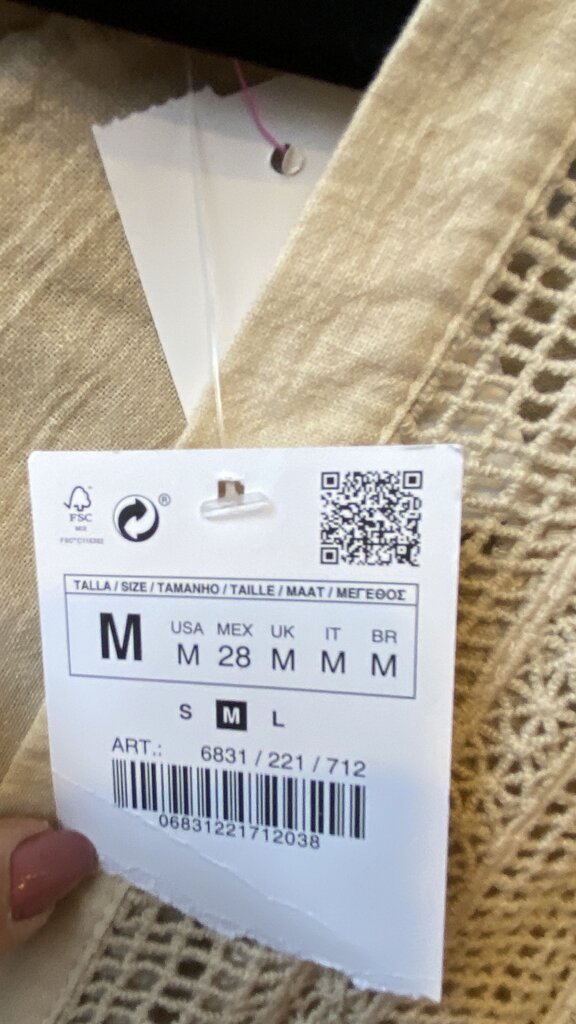 ®
FSC
MIX
TALLA / SIZE / TAMANHO / TAILLE / MAAT / ΜΕΓΕΘΟΣ
M
USA MEX UK IT BR
M 28 M M M
S M L
ART.: 6831 / 221 / 712
06831221712038